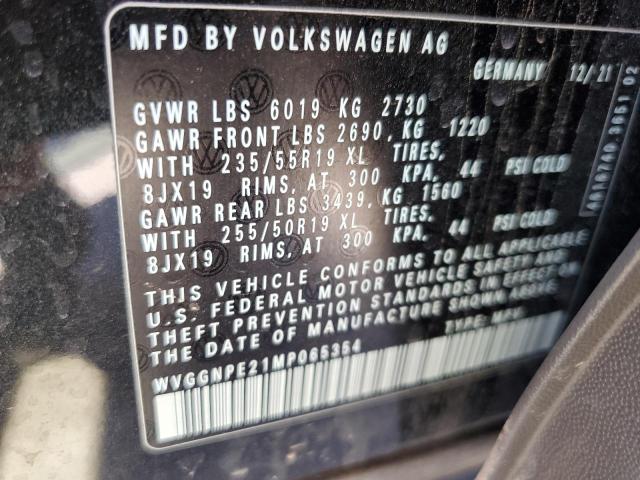 MFD BY VOLKSWAGEN AG
GERMANY 12/21
GVWR LBS 6019 KG 2730
GAWR FRONT LBS 2690, KG 1220
WITH 235/55R19 XL TIRES,
8JX19 RIMS, AT 300 KPA, 44 PSI COLD
GAWR REAR LBS 3439, KG 1560
WITH 255/50R19 XL TIRES,
8JX19 RIMS, AT 300 KPA, 44 PSI COLD
THIS VEHICLE CONFORMS TO ALL APPLICABLE
U.S. FEDERAL MOTOR VEHICLE SAFETY AND
THEFT PREVENTION STANDARDS IN EFFECT ON
THE DATE OF MANUFACTURE SHOWN ABOVE
TYPE: MPV
WVGGNPE21MP065354